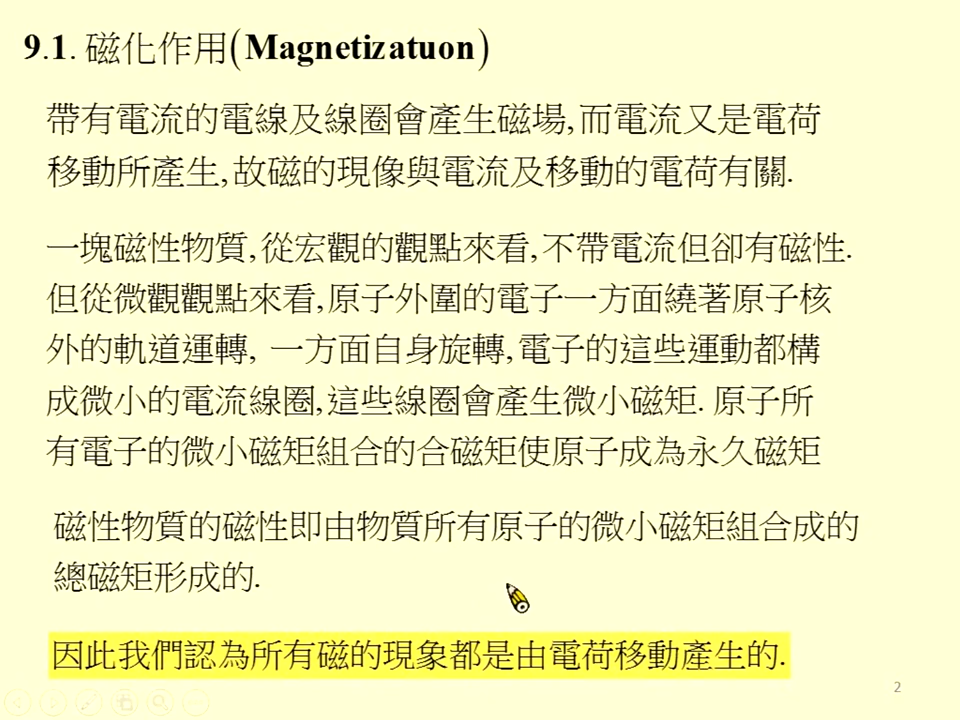 9.1. 磁化作用(Magnetizatuon)
帶有電流的電線及線圈會產生磁場,而電流又是電荷
移動所產生,故磁的現像與電流及移動的電荷有關.
一塊磁性物質,從宏觀的觀點來看,不帶電流但卻有磁性.
但從微觀觀點來看,原子外圍的電子一方面繞著原子核
外的軌道運轉, 一方面自身旋轉,電子的這些運動都構
成微小的電流線圈,這些線圈會產生微小磁矩. 原子所
有電子的微小磁矩組合的合磁矩使原子成為永久磁矩
磁性物質的磁性即由物質所有原子的微小磁矩組合成的
總磁矩形成的.
因此我們認為所有磁的現象都是由電荷移動產生的.
2